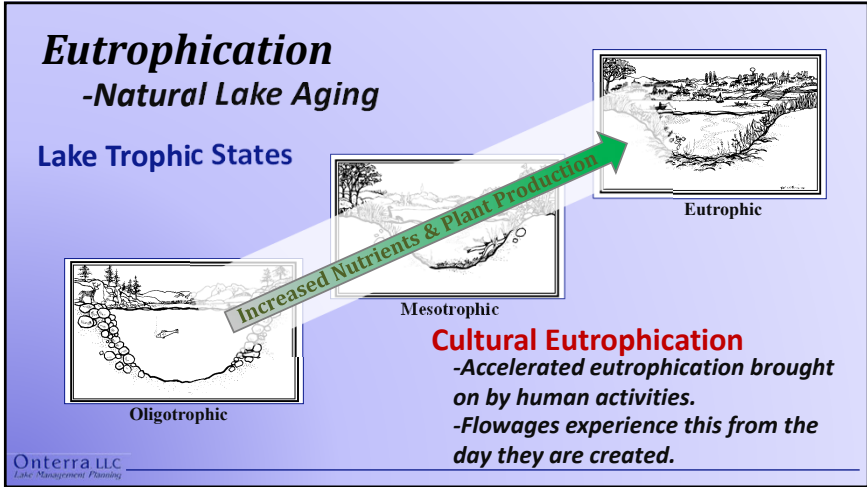 Eutrophication
-Natural Lake Aging
Lake Trophic States
Increased Nutrients & Plant Production
Eutrophic
Mesotrophic
Oligotrophic
Cultural Eutrophication
-Accelerated eutrophication brought
on by human activities.
-Flowages experience this from the
day they are created.
Onterra LLC
Lake Management Planning